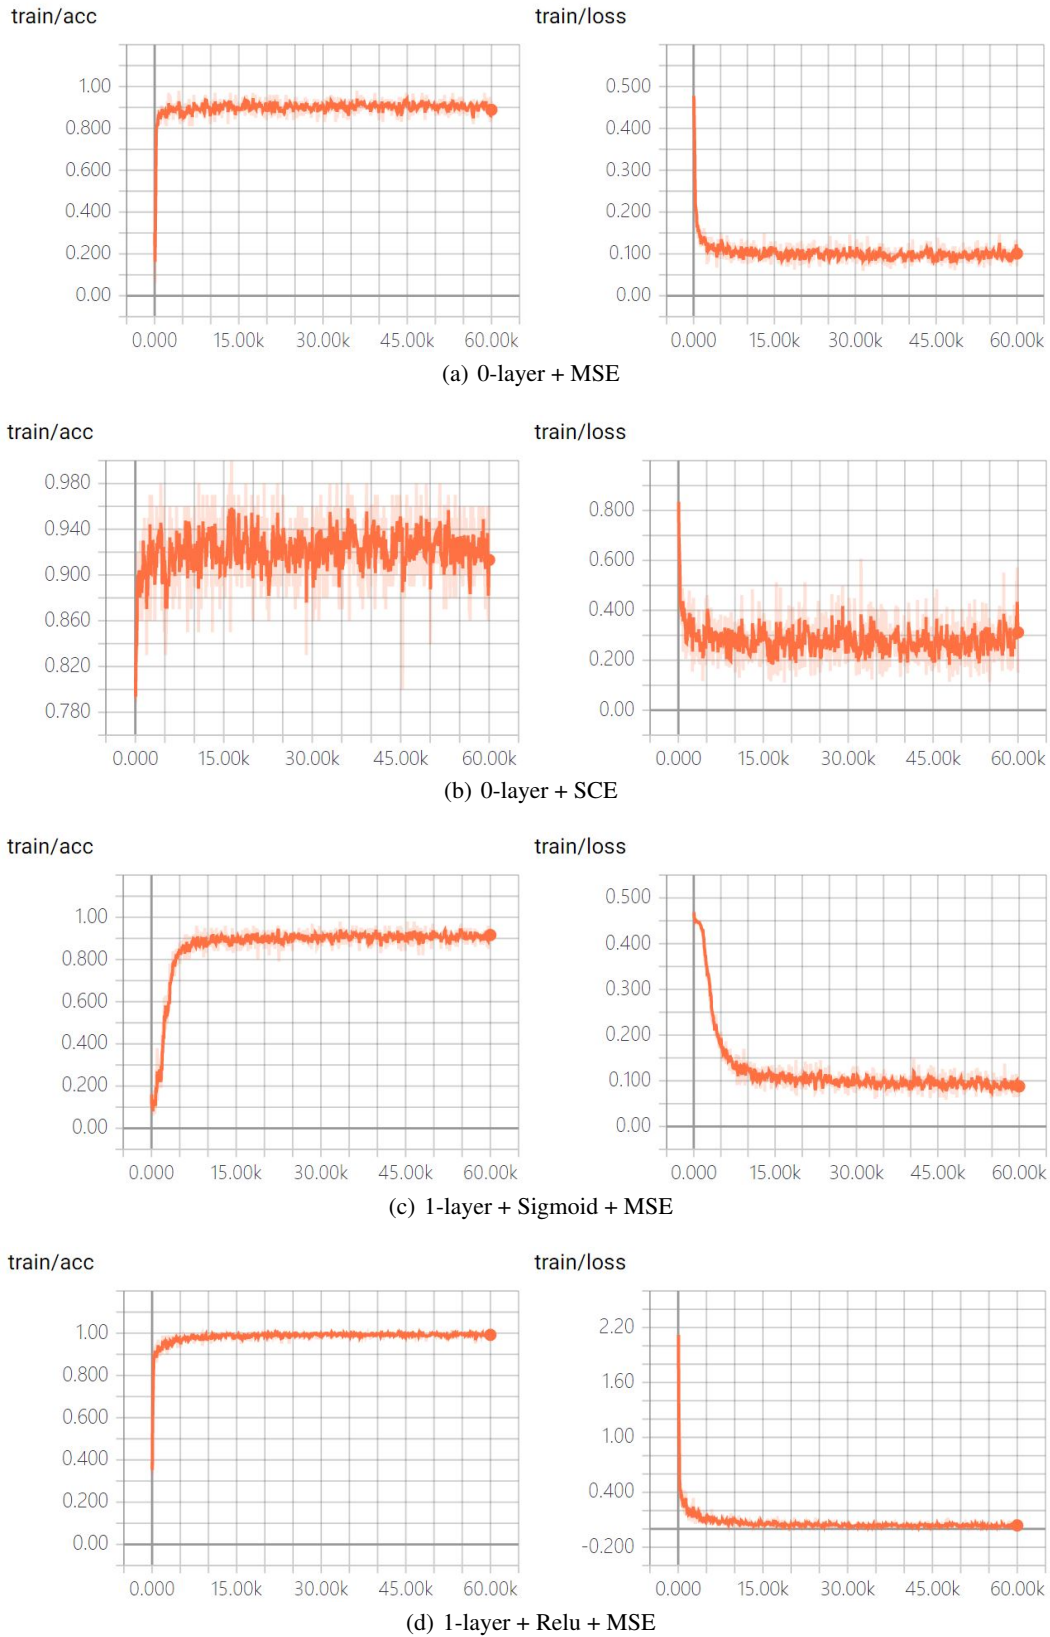 train/acc train/loss
1.00 0.500
0.800 0.400
0.600 0.300
0.400 0.200
0.200 0.100
0.00 0.00
0.000 15.00k 30.00k 45.00k 60.00k 0.000 15.00k 30.00k 45.00k 60.00k
(a) 0-layer + MSE
train/acc train/loss
0.980 0.800
0.940 0.600
0.900 0.400
0.860 0.200
0.820 0.00
0.780
0.000 15.00k 30.00k 45.00k 60.00k 0.000 15.00k 30.00k 45.00k 60.00k
(b) 0-layer + SCE
train/acc train/loss
1.00 0.500
0.800 0.400
0.600 0.300
0.400 0.200
0.200 0.100
0.00 0.00
0.000 15.00k 30.00k 45.00k 60.00k 0.000 15.00k 30.00k 45.00k 60.00k
(c) 1-layer + Sigmoid + MSE
train/acc train/loss
1.00 2.20
0.800 1.60
0.600 1.00
0.400 0.400
0.200 -0.200
0.00
0.000 15.00k 30.00k 45.00k 60.00k 0.000 15.00k 30.00k 45.00k 60.00k
(d) 1-layer + Relu + MSE